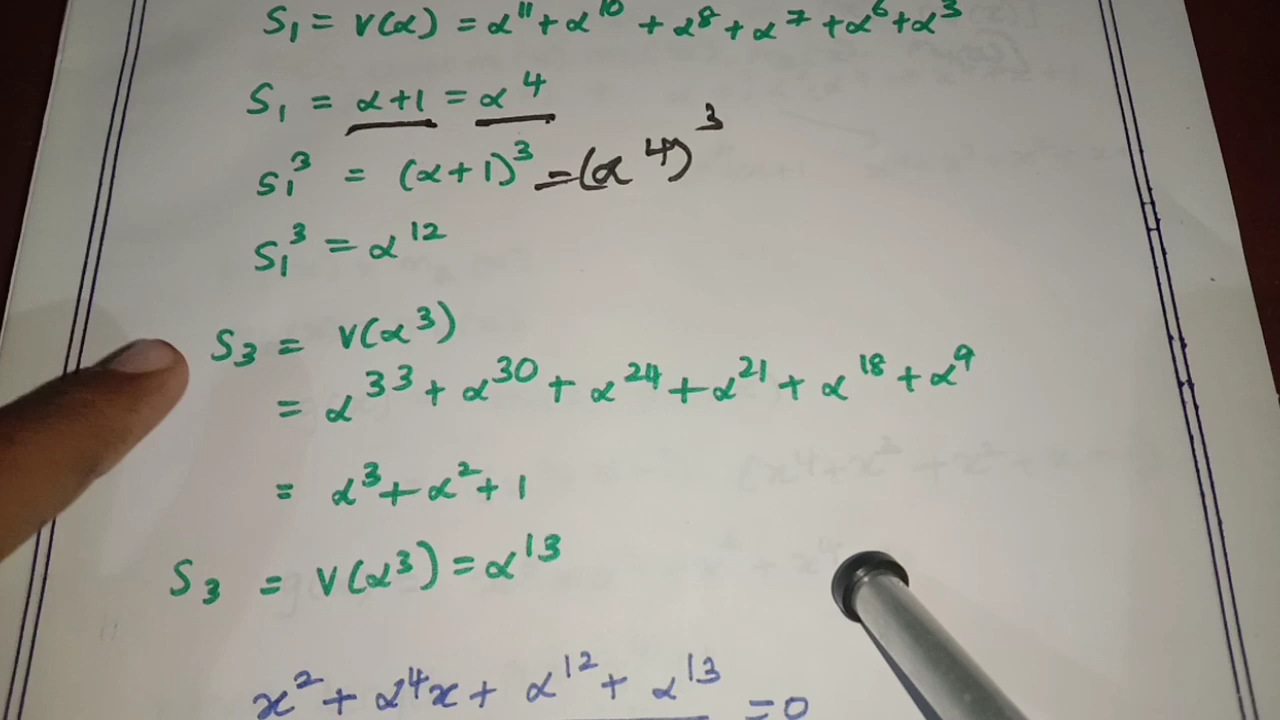 S₁ = v(α) = α¹¹ + α¹⁰ + α⁸ + α⁷ + α⁶ + α³
S₁ = α+1 = α⁴
S₁³ = (α+1)³ = (α⁴)³
S₁³ = α¹²
S₃ = v(α³)
= α³³ + α³⁰ + α²⁴ + α²¹ + α¹⁸ + α⁹
= α³ + α² + 1
S₃ = v(α³) = α¹³
x² + α⁴x + α¹² + α¹³ = 0